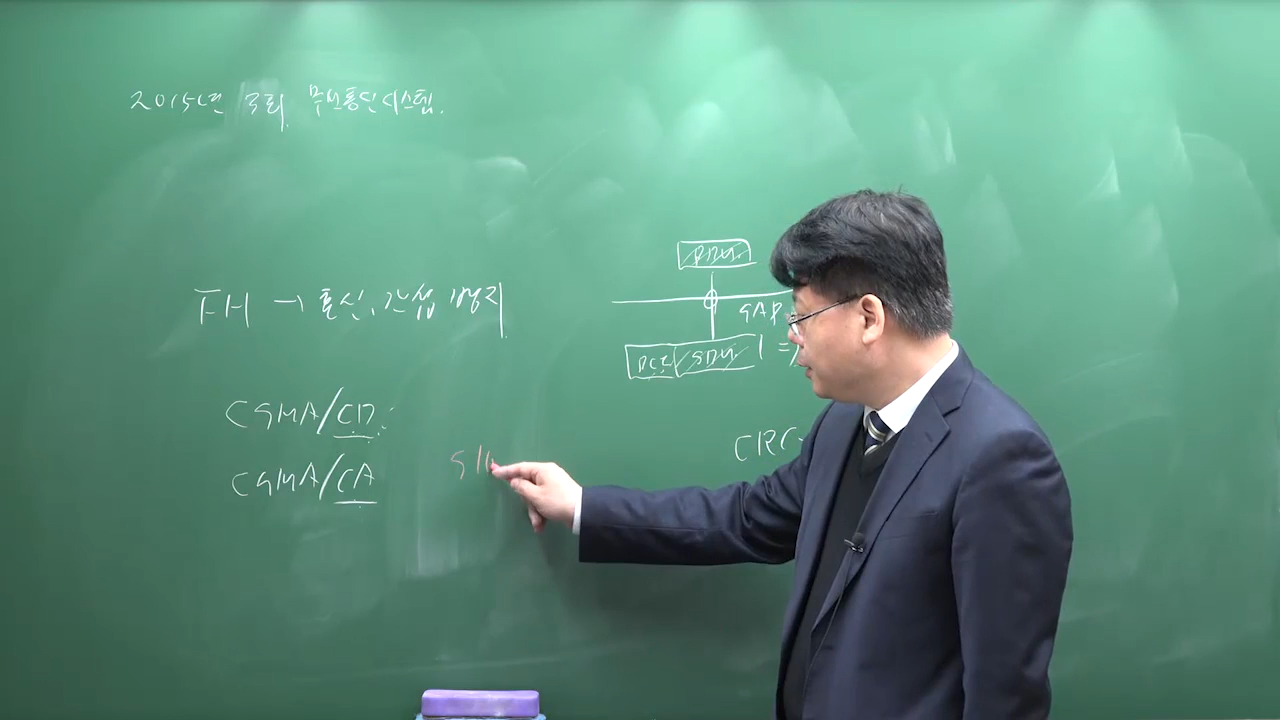 2015년 3회 무선통신시스템.
FH → 혼신, 간섭 방지
CSMA/CD:
CSMA/CA
PDU
SAP
PCI SDU
CRC